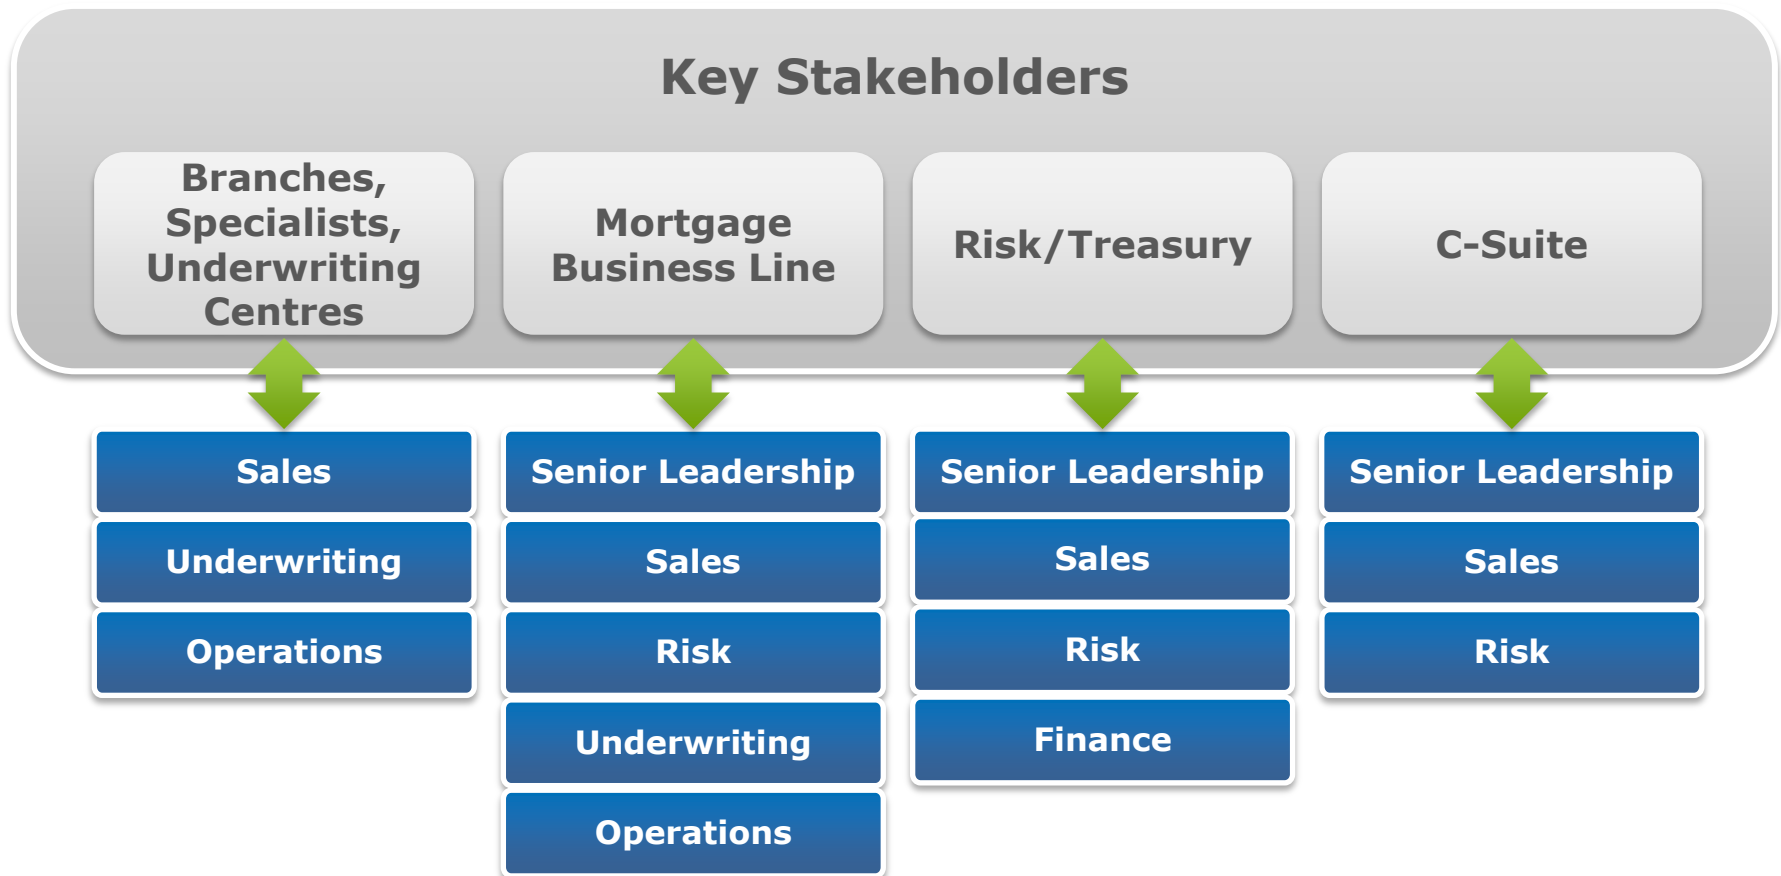 Key Stakeholders
Branches,
Specialists,
Underwriting
Centres
Mortgage
Business Line
Risk/Treasury
C-Suite
Sales
Underwriting
Operations
Senior Leadership
Sales
Risk
Underwriting
Operations
Senior Leadership
Sales
Risk
Finance
Senior Leadership
Sales
Risk